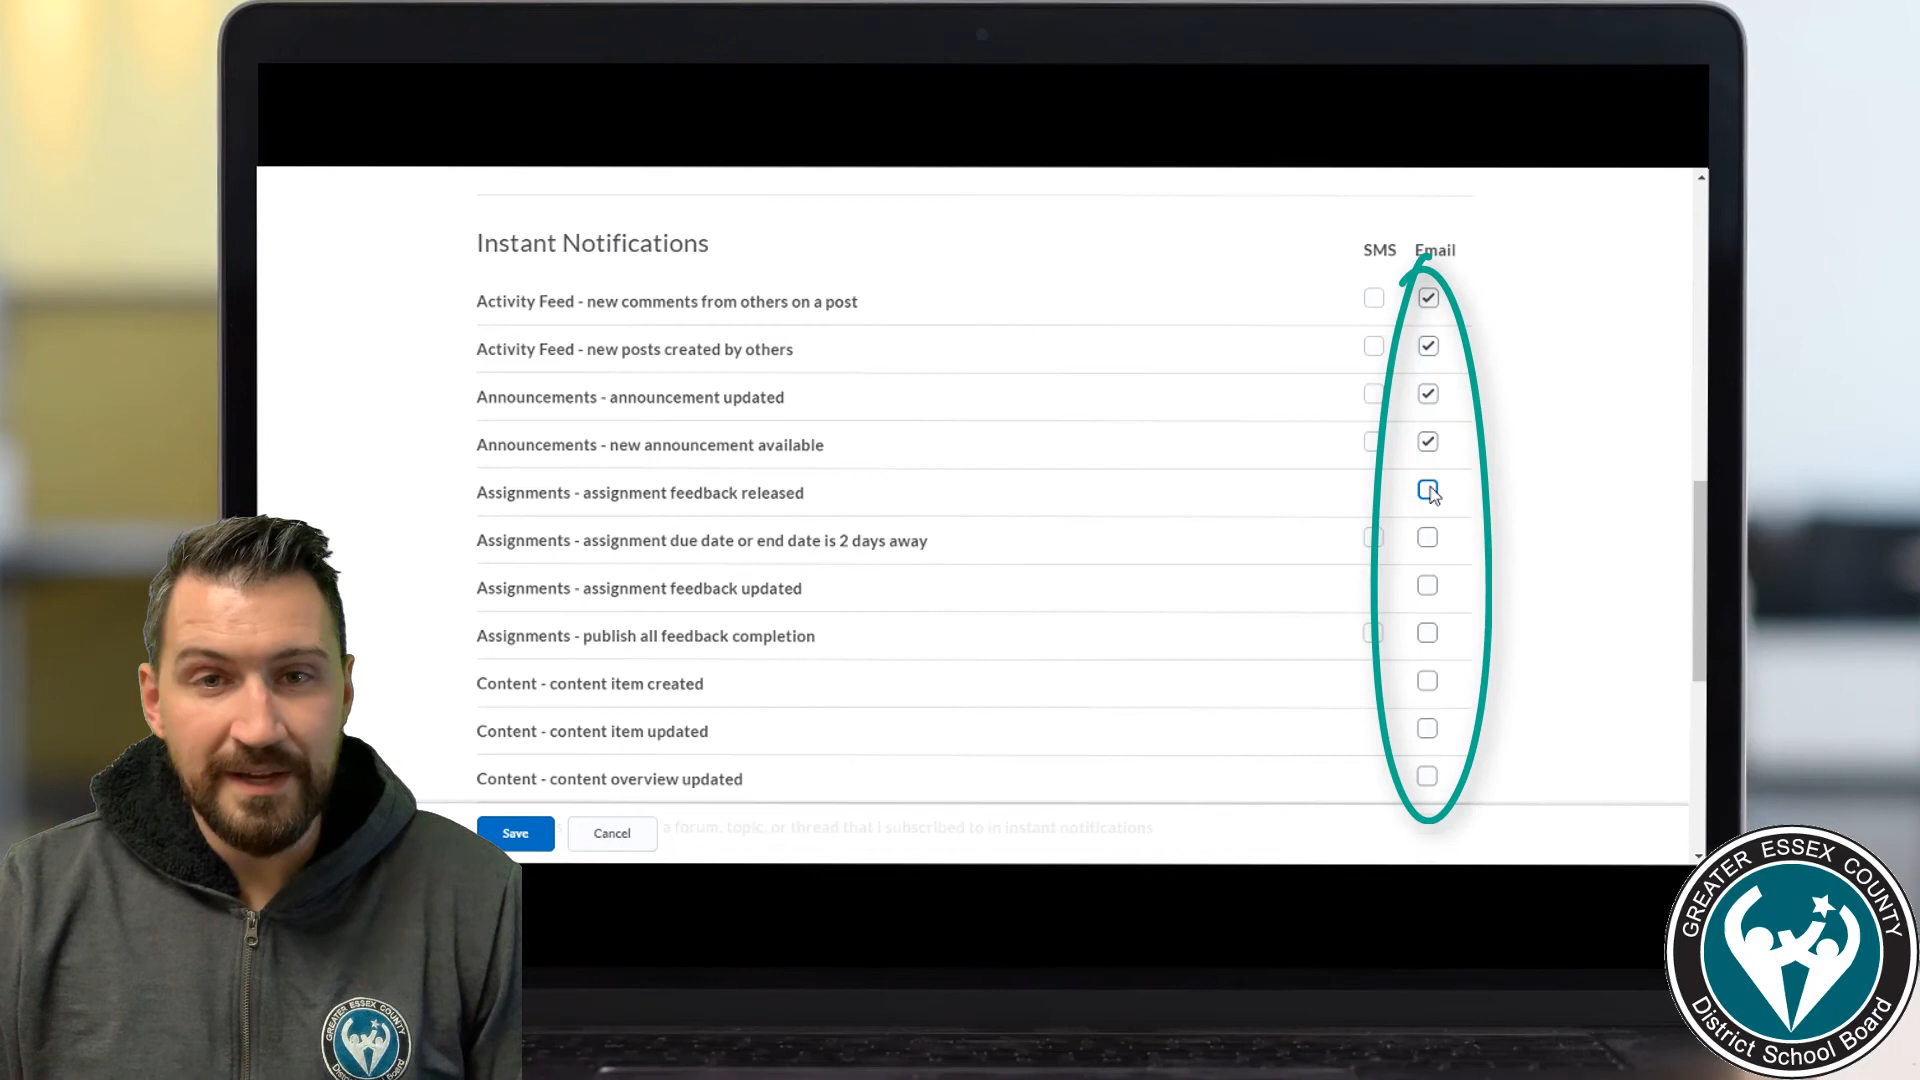 Instant Notifications
SMS Email
Activity Feed - new comments from others on a post
Activity Feed - new posts created by others
Announcements - announcement updated
Announcements - new announcement available
Assignments - assignment feedback released
Assignments - assignment due date or end date is 2 days away
Assignments - assignment feedback updated
Assignments - publish all feedback completion
Content - content item created
Content - content item updated
Content - content overview updated
a forum, topic, or thread that I subscribed to in instant notifications
Save Cancel
GREATER ESSEX COUNTY
District School Board
GREATER ESSEX COUNTY